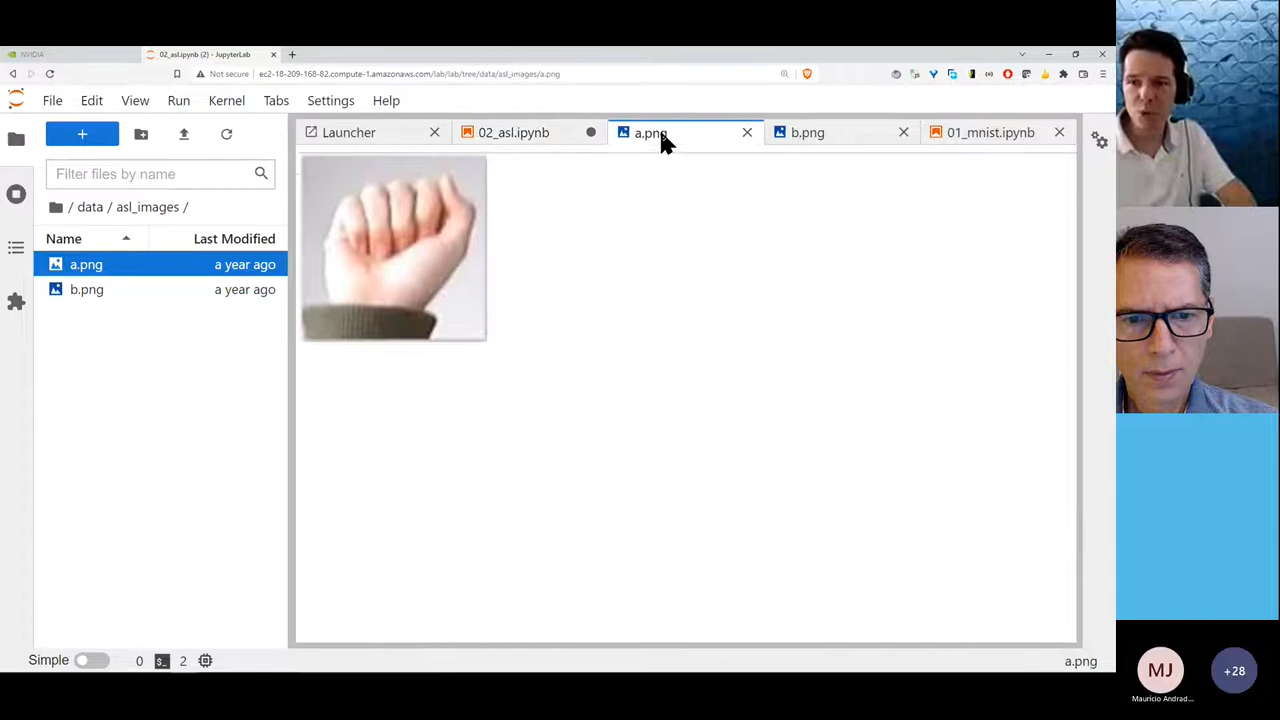 NVIDIA
02_asl.ipynb (2) - JupyterLab
Not secure
ec2-18-209-168-82.compute-1.amazonaws.com/lab/lab/tree/data/asl_images/a.png
File Edit View Run Kernel Tabs Settings Help
Launcher
02_asl.ipynb
a.png
b.png
01_mnist.ipynb
Filter files by name
/ data / asl_images /
Name
Last Modified
a.png
a year ago
b.png
a year ago
Simple
0
2
a.png
MJ
+28
Mauricio Andrad...